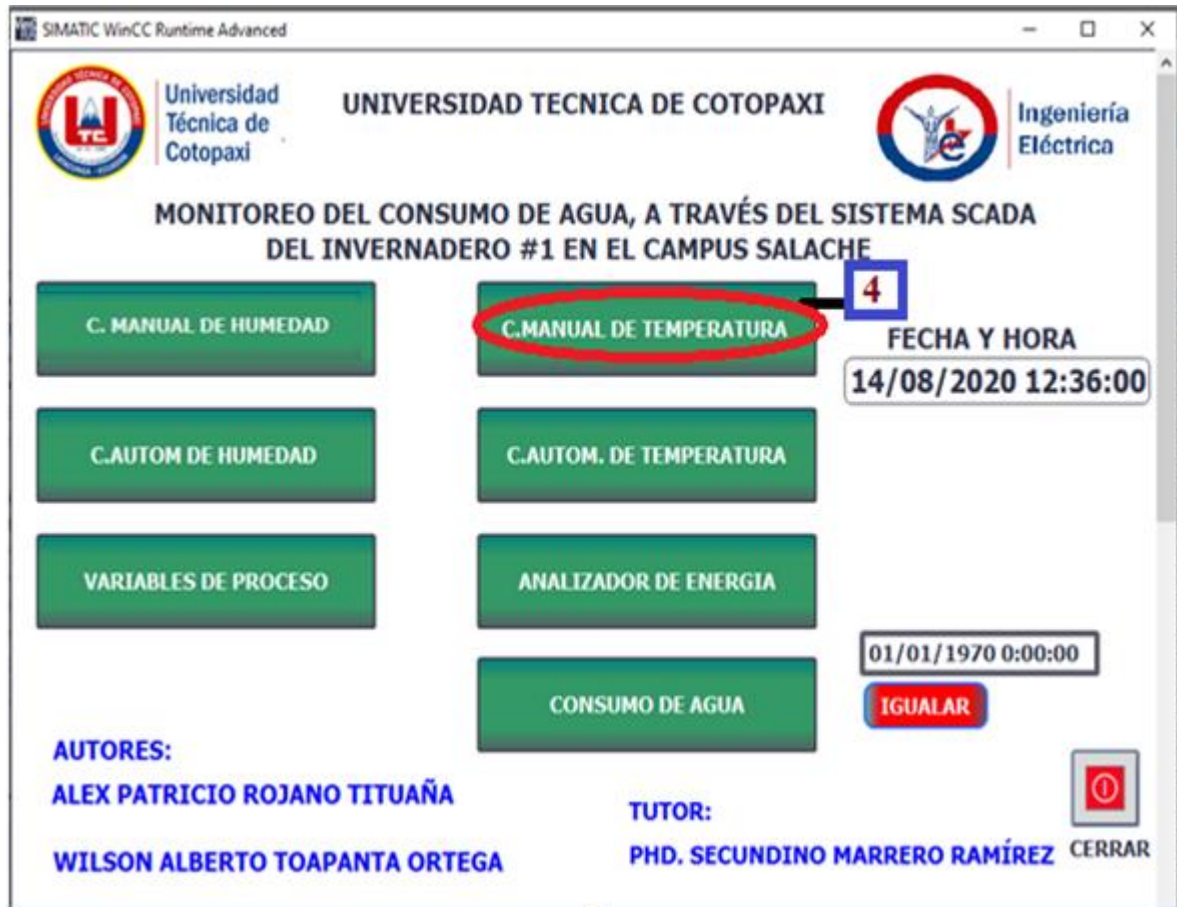 SIMATIC WinCC Runtime Advanced
Universidad
Técnica de
Cotopaxi
UNIVERSIDAD TECNICA DE COTOPAXI
Ingeniería
Eléctrica
MONITOREO DEL CONSUMO DE AGUA, A TRAVÉS DEL SISTEMA SCADA
DEL INVERNADERO #1 EN EL CAMPUS SALACHE
4
C. MANUAL DE HUMEDAD
C.MANUAL DE TEMPERATURA
FECHA Y HORA
14/08/2020 12:36:00
C.AUTOM DE HUMEDAD
C.AUTOM. DE TEMPERATURA
VARIABLES DE PROCESO
ANALIZADOR DE ENERGIA
01/01/1970 0:00:00
CONSUMO DE AGUA
IGUALAR
AUTORES:
ALEX PATRICIO ROJANO TITUAÑA
WILSON ALBERTO TOAPANTA ORTEGA
TUTOR:
PHD. SECUNDINO MARRERO RAMÍREZ
CERRAR